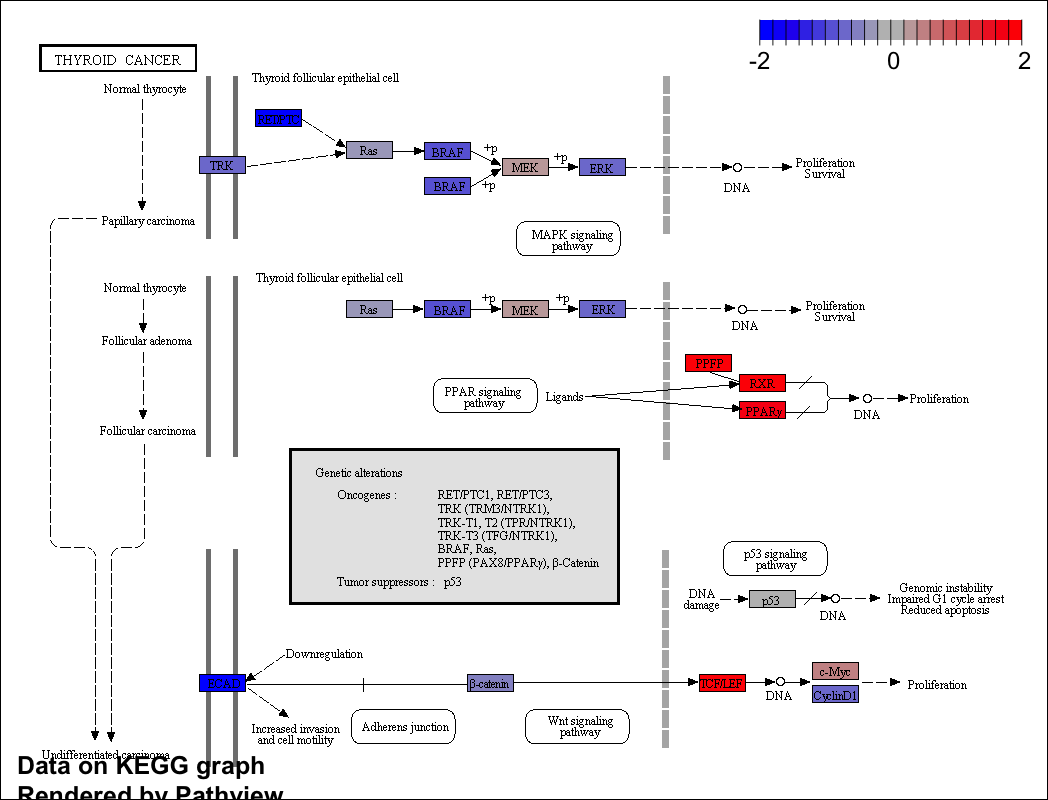 -2 0 2
THYROID CANCER
Normal thyrocyte
Papillary carcinoma
Normal thyrocyte
Follicular adenoma
Follicular carcinoma
Undifferentiated carcinoma
Thyroid follicular epithelial cell
RET/PTC
TRK
Ras
BRAF
+p
BRAF
+p
MEK
+p
ERK
DNA
Proliferation
Survival
MAPK signaling
pathway
Thyroid follicular epithelial cell
Ras
BRAF
+p
MEK
+p
ERK
DNA
Proliferation
Survival
PPFP
PPAR signaling
pathway
Ligands
RXR
PPARγ
DNA
Proliferation
Genetic alterations
Oncogenes :
RET/PTC1, RET/PTC3,
TRK (TRM3/NTRK1),
TRK-T1, T2 (TPR/NTRK1),
TRK-T3 (TFG/NTRK1),
BRAF, Ras,
PPFP (PAX8/PPARγ), β-Catenin
Tumor suppressors : p53
p53 signaling
pathway
DNA
damage
p53
DNA
Genomic instability
Impaired G1 cycle arrest
Reduced apoptosis
Downregulation
β-catenin
TCF/LEF
DNA
c-Myc
CyclinD1
Proliferation
Increased invasion
and cell motility
Adherens junction
Wnt signaling
pathway
Data on KEGG graph
Rendered by Pathview